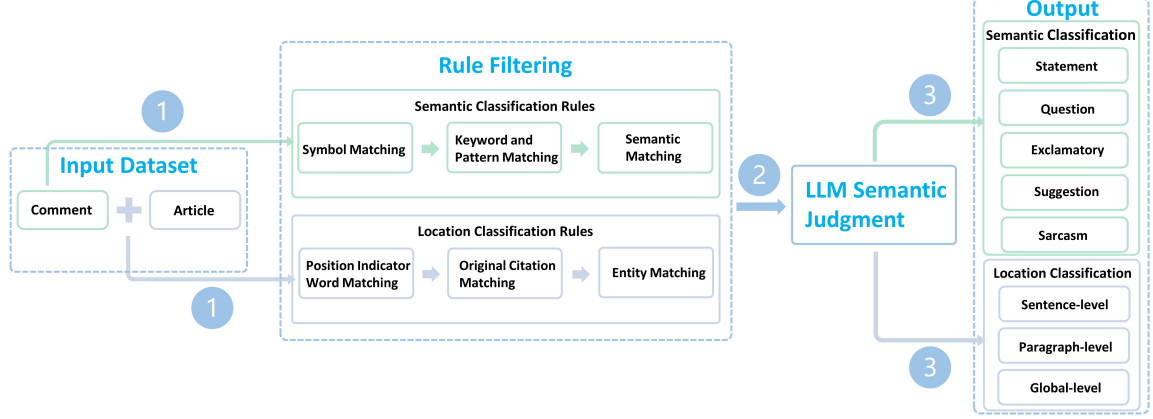 Input Dataset
Comment
Article
1
1
Rule Filtering
Semantic Classification Rules
Symbol Matching
Keyword and
Pattern Matching
Semantic
Matching
Location Classification Rules
Position Indicator
Word Matching
Original Citation
Matching
Entity Matching
2
LLM Semantic
Judgment
3
3
Output
Semantic Classification
Statement
Question
Exclamatory
Suggestion
Sarcasm
Location Classification
Sentence-level
Paragraph-level
Global-level